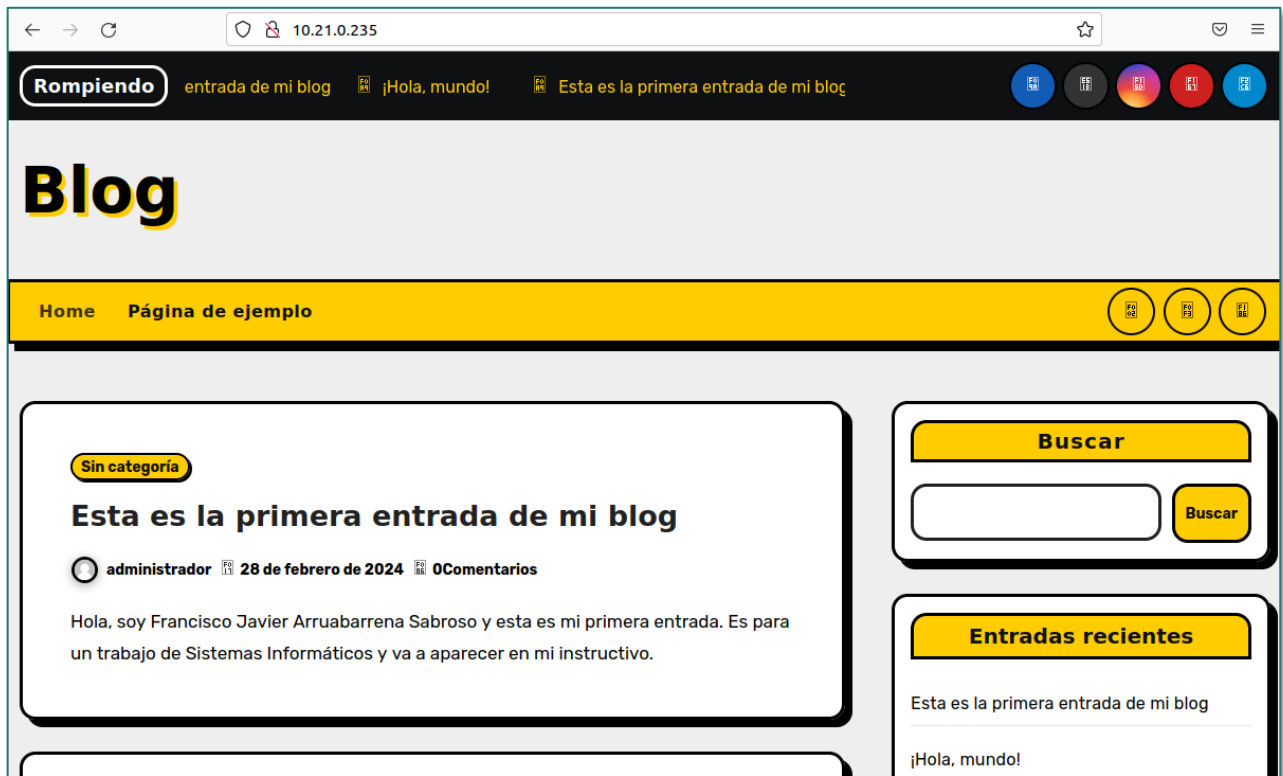 10.21.0.235
Rompiendo entrada de mi blog ¡Hola, mundo! Esta es la primera entrada de mi blog
Blog
Home Página de ejemplo
Sin categoría
Esta es la primera entrada de mi blog
administrador 28 de febrero de 2024 0Comentarios
Hola, soy Francisco Javier Arruabarrena Sabroso y esta es mi primera entrada. Es para
un trabajo de Sistemas Informáticos y va a aparecer en mi instructivo.
Buscar
Buscar
Entradas recientes
Esta es la primera entrada de mi blog
¡Hola, mundo!